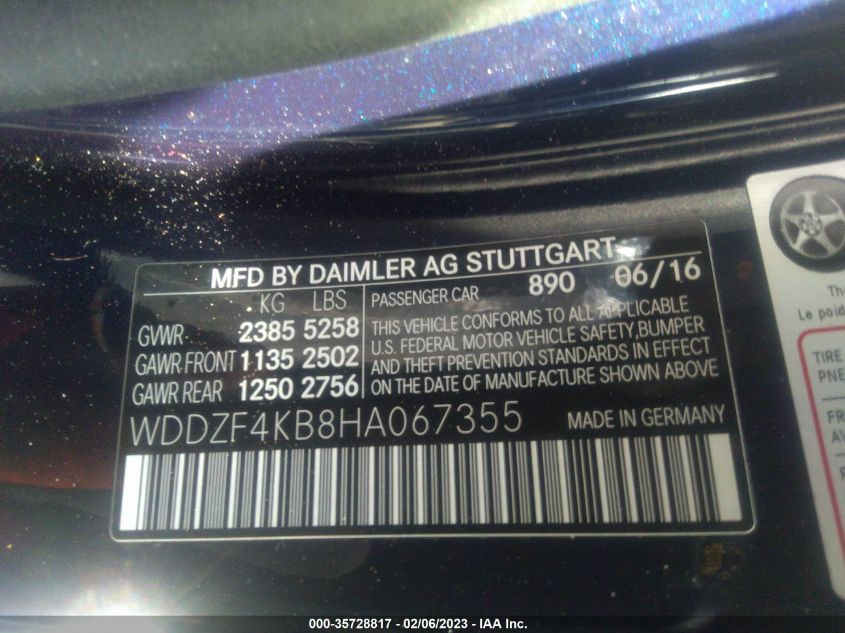 MFD BY DAIMLER AG STUTTGART
KG LBS
GVWR 2385 5258
GAWR FRONT 1135 2502
GAWR REAR 1250 2756
PASSENGER CAR 890 06/16
THIS VEHICLE CONFORMS TO ALL APPLICABLE
U.S. FEDERAL MOTOR VEHICLE SAFETY, BUMPER
AND THEFT PREVENTION STANDARDS IN EFFECT
ON THE DATE OF MANUFACTURE SHOWN ABOVE
WDDZF4KB8HA067355 MADE IN GERMANY
Le poid
TIRE
000-35728817 - 02/06/2023 - IAA Inc.